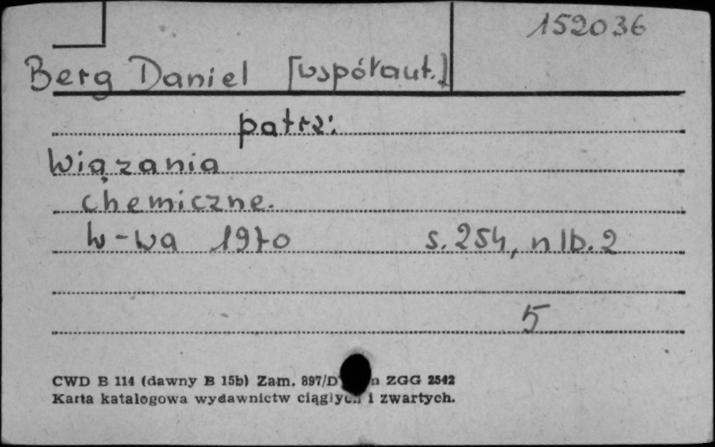 152036
Berg Daniel [współaut.]
patrz:
Wiązania
chemiczne.
W-wa 1970 s. 254, nlb. 2
5
CWD B 114 (dawny B 15b) Zam. 897/D ZGG 2542
Karta katalogowa wydawnictw ciągłych i zwartych.